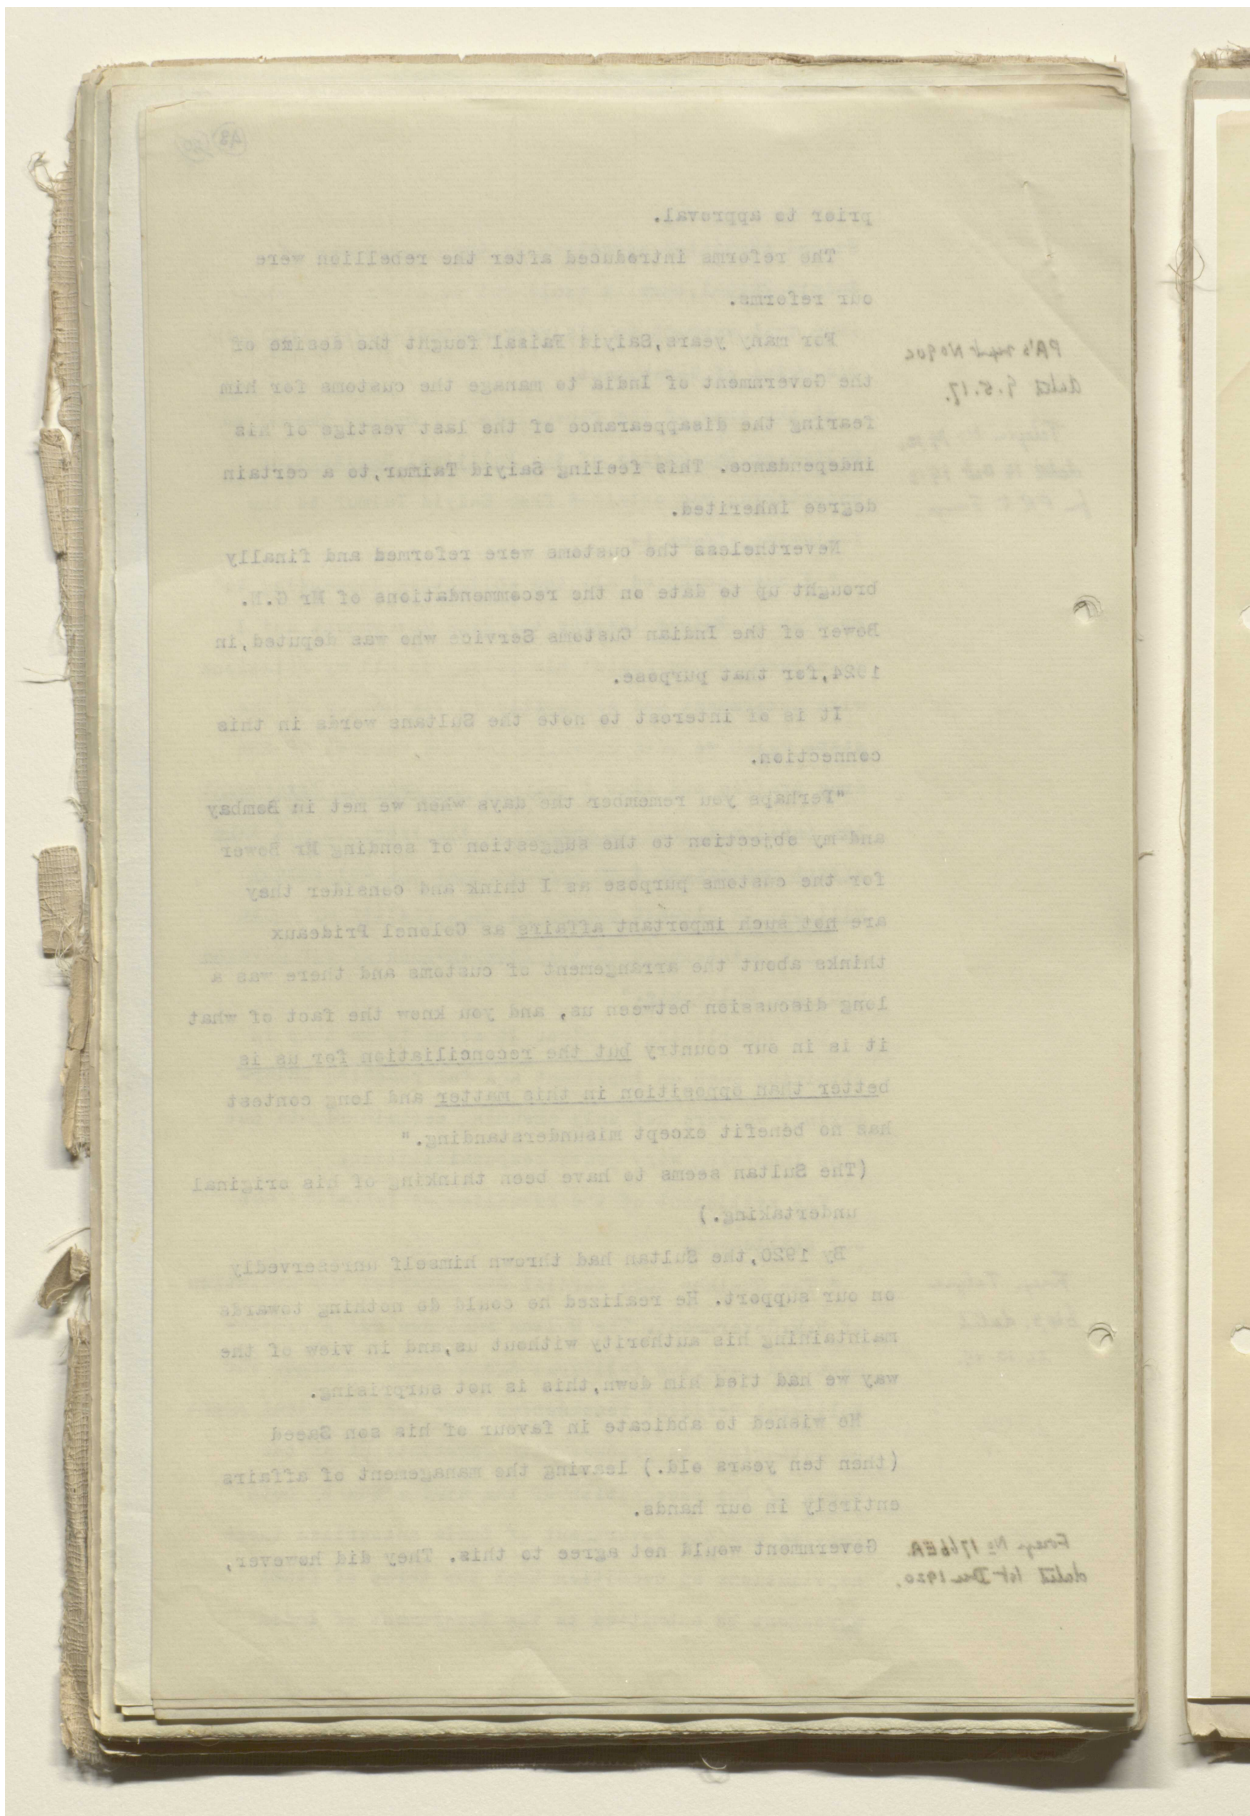 prior to approval.
The reforms introduced after the rebellion were
our reforms.
For many years, Saiyid Faisal fought the desire of
the Government of India to manage the customs for him
fearing the disappearance of the last vestige of his
independance. This feeling Saiyid Taimur, to a certain
degree inherited.
Nevertheless the customs were reformed and finally
brought up to date on the recommendations of Mr G.N.
Bower of the Indian Customs Service who was deputed, in
1924, for that purpose.
It is of interest to note the Sultans words in this
connection.
"Perhaps you remember the days when we met in Bombay
and my objection to the suggestion of sending Mr Bower
for the customs purpose as I think and consider they
are not such important affairs as Colonel Prideaux
thinks about the arrangement of customs and there was a
long discussion between us, and you know the fact of what
it is in our country but the reconciliation for us is
better than opposition in this matter and long contest
has no benefit except misunderstanding."
(The Sultan seems to have been thinking of his original
undertaking.)
By 1920, the Sultan had thrown himself unreservedly
on our support. He realized he could do nothing towards
maintaining his authority without us, and in view of the
way we had tied him down, this is not surprising.
He wished to abdicate in favour of his son Saeed
(then ten years old.) leaving the management of affairs
entirely in our hands.
Government would not agree to this. They did however,
PA's No 90c
dated 9.5.17.
Foreign No 1746EA
dated 1st Dec 1920.